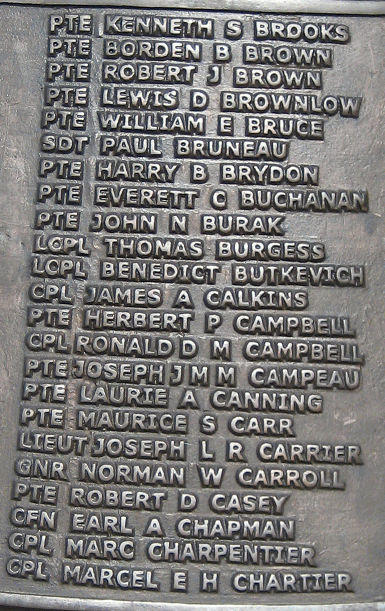 PTE KENNETH S BROOKS
PTE BORDEN B BROWN
PTE ROBERT J BROWN
PTE LEWIS D BROWNLOW
PTE WILLIAM E BRUCE
SDT PAUL BRUNEAU
PTE HARRY B BRYDON
PTE EVERETT C BUCHANAN
PTE JOHN N BURAK
LCPL THOMAS BURGESS
LCPL BENEDICT BUTKEVICH
CPL JAMES A CALKINS
PTE HERBERT P CAMPBELL
CPL RONALD D M CAMPBELL
PTE JOSEPH J M M CAMPEAU
PTE LAURIE A CANNING
PTE MAURICE S CARR
LIEUT JOSEPH L R CARRIER
GNR NORMAN W CARROLL
PTE ROBERT D CASEY
CFN EARL A CHAPMAN
CPL MARC CHARPENTIER
CPL MARCEL E H CHARTIER